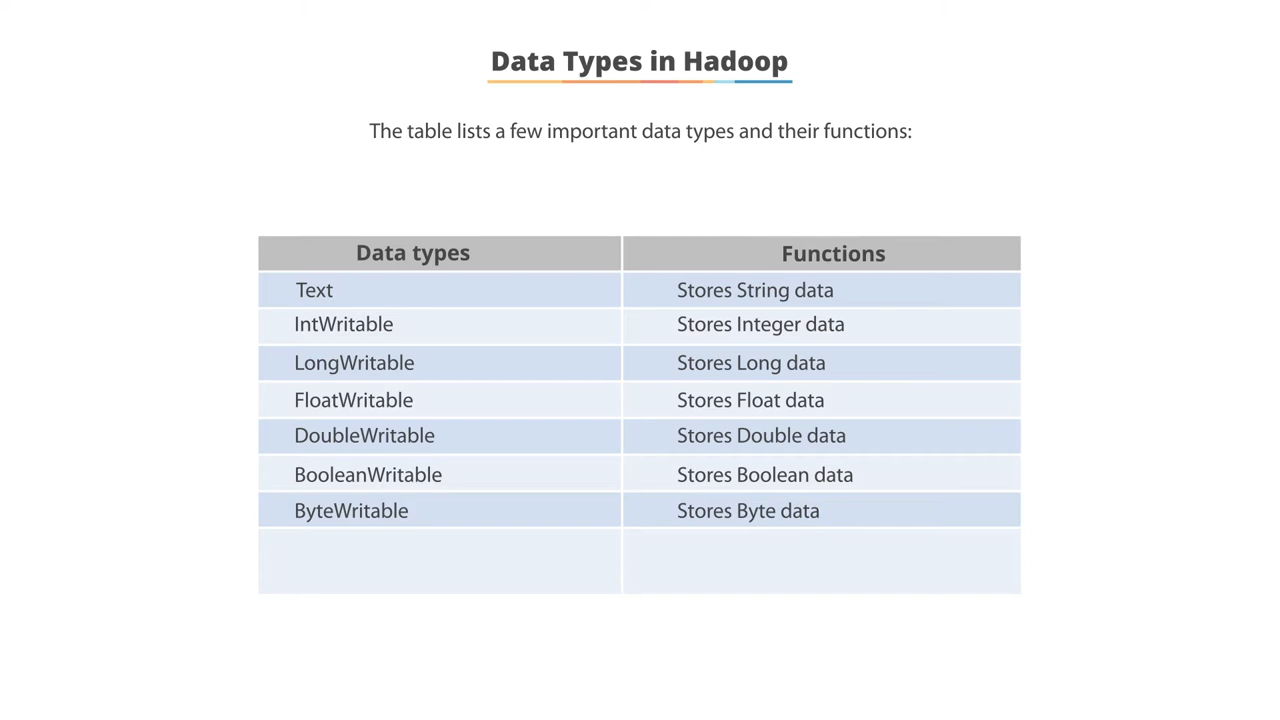 Data Types in Hadoop
The table lists a few important data types and their functions:
Data types Functions
Text Stores String data
IntWritable Stores Integer data
LongWritable Stores Long data
FloatWritable Stores Float data
DoubleWritable Stores Double data
BooleanWritable Stores Boolean data
ByteWritable Stores Byte data